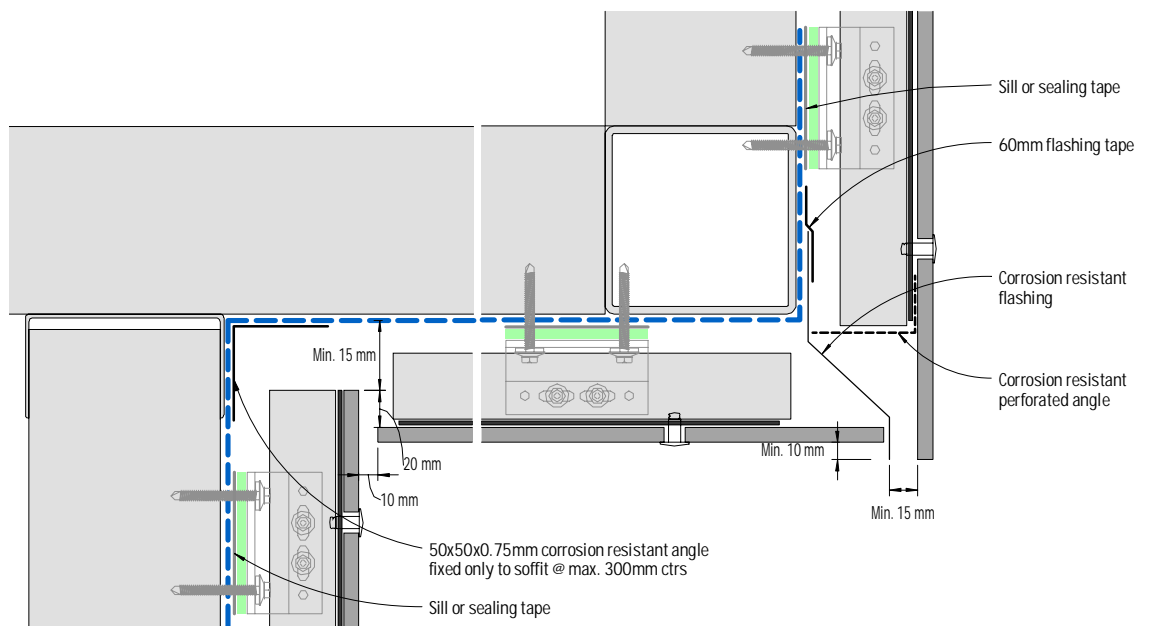 Sill or sealing tape
60mm flashing tape
Corrosion resistant
flashing
Min. 15 mm
Corrosion resistant
perforated angle
Min. 10 mm
20 mm
10 mm
Min. 15 mm
50x50x0.75mm corrosion resistant angle
fixed only to soffit @ max. 300mm ctrs
Sill or sealing tape